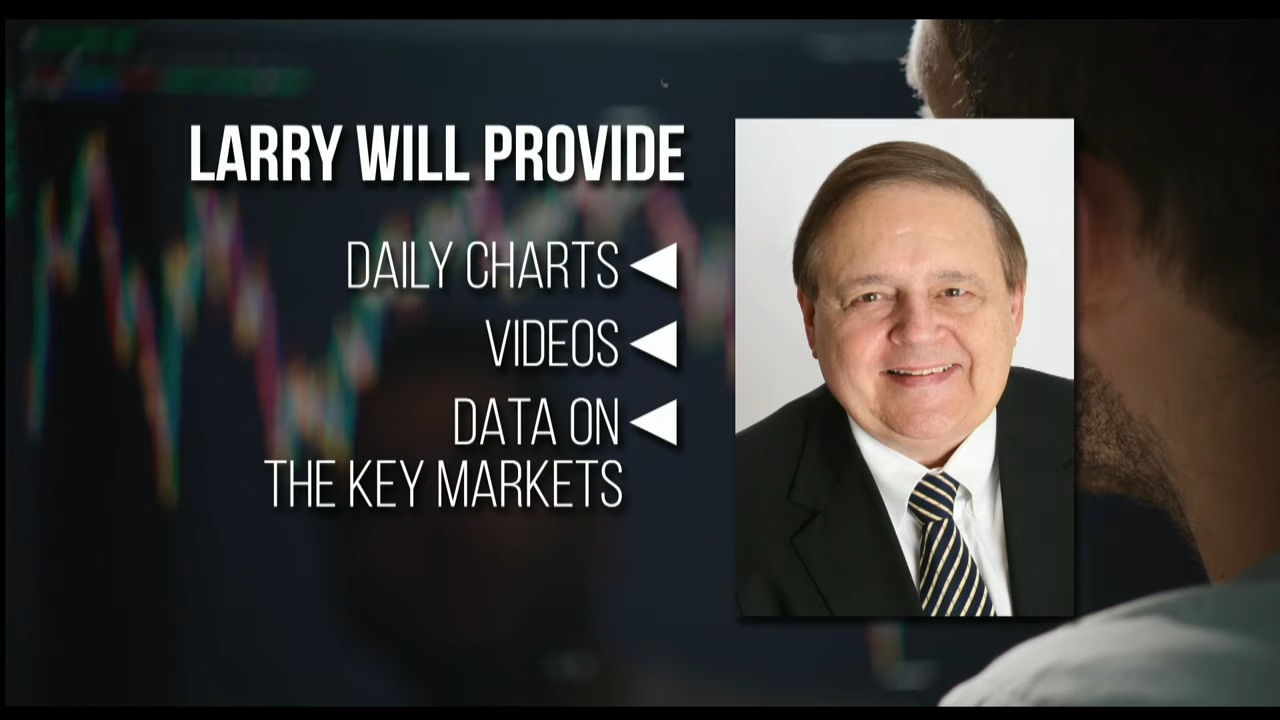 LARRY WILL PROVIDE
DAILY CHARTS
VIDEOS
DATA ON
THE KEY MARKETS